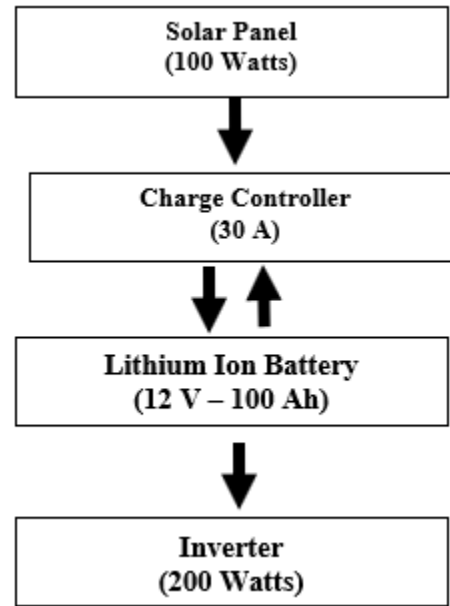 Solar Panel
(100 Watts)
Charge Controller
(30 A)
Lithium Ion Battery
(12 V – 100 Ah)
Inverter
(200 Watts)